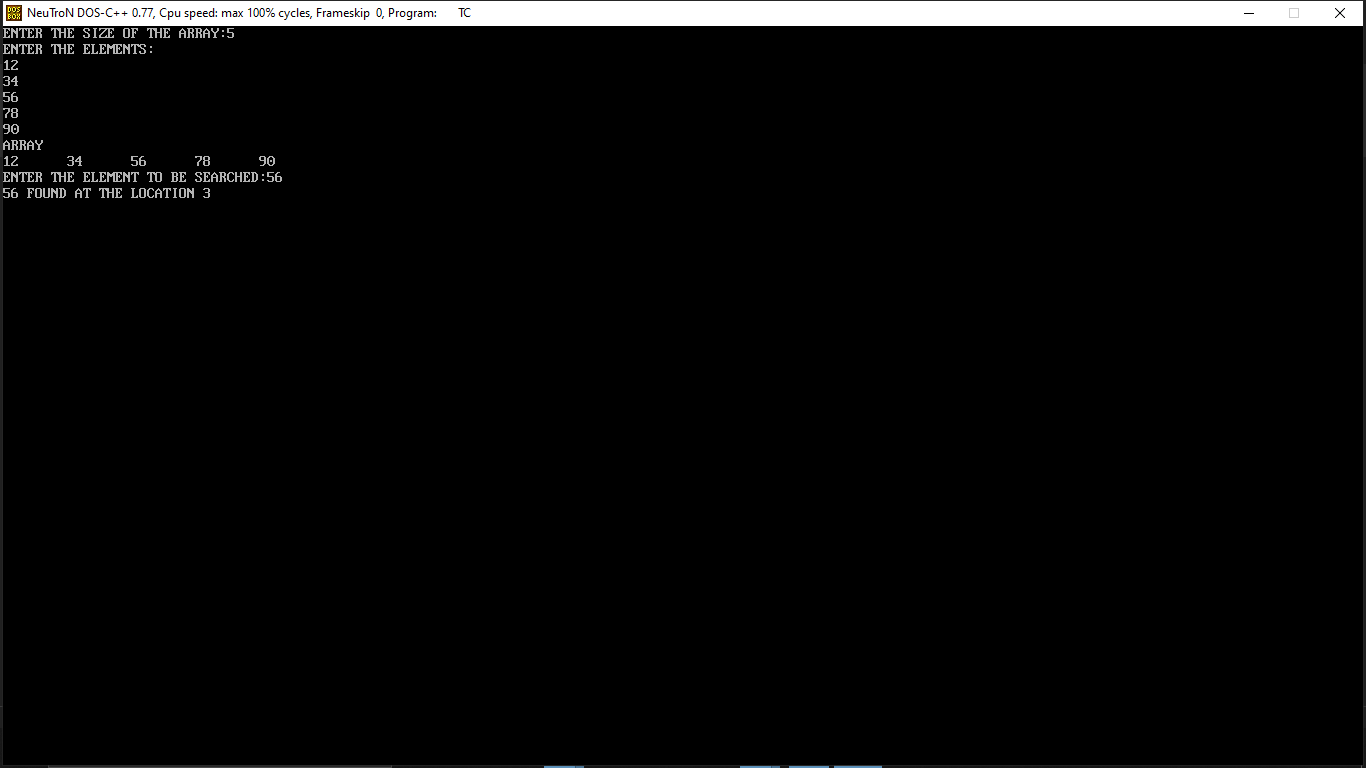 DOS BOX
NeuTroN DOS-C++ 0.77, Cpu speed: max 100% cycles, Frameskip 0, Program: TC
ENTER THE SIZE OF THE ARRAY:5
ENTER THE ELEMENTS:
12
34
56
78
90
ARRAY
12 34 56 78 90
ENTER THE ELEMENT TO BE SEARCHED:56
56 FOUND AT THE LOCATION 3